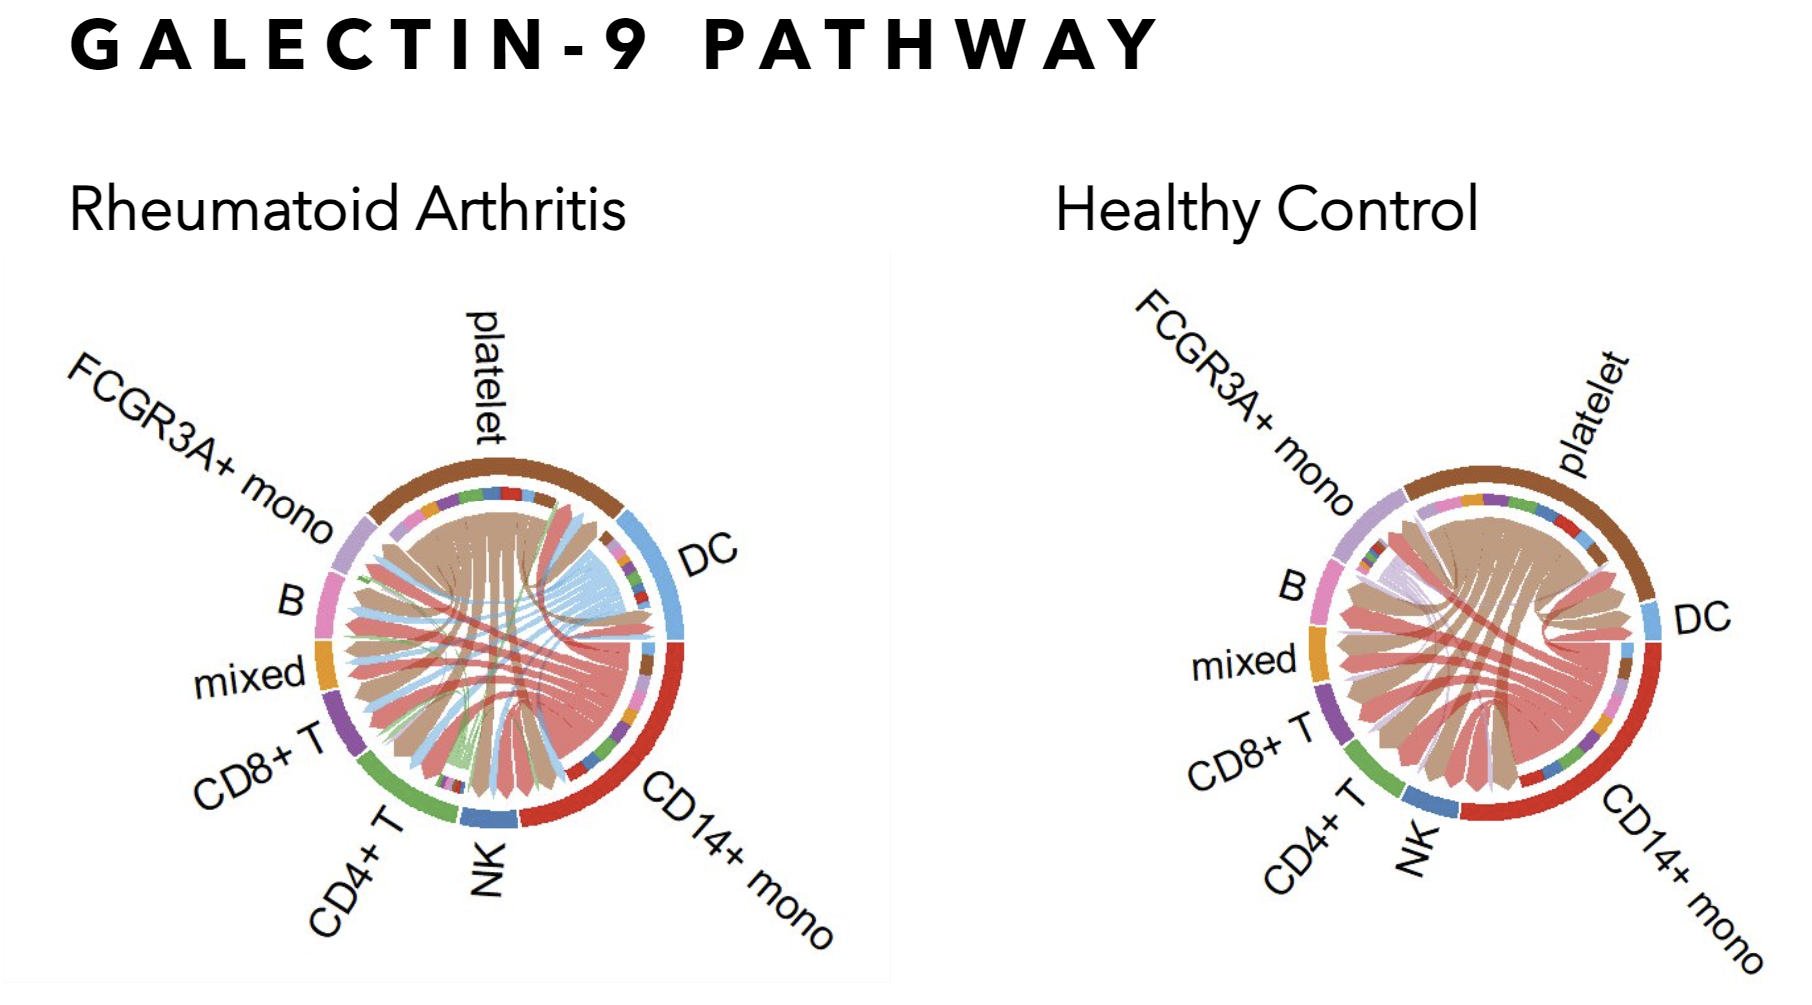 GALECTIN-9 PATHWAY
Rheumatoid Arthritis
Healthy Control
platelet
FCGR3A+ mono
DC
B
mixed
CD8+ T
CD4+ T
NK
CD14+ mono
FCGR3A+ mono
platelet
B
DC
mixed
CD8+ T
CD4+ T
NK
CD14+ mono